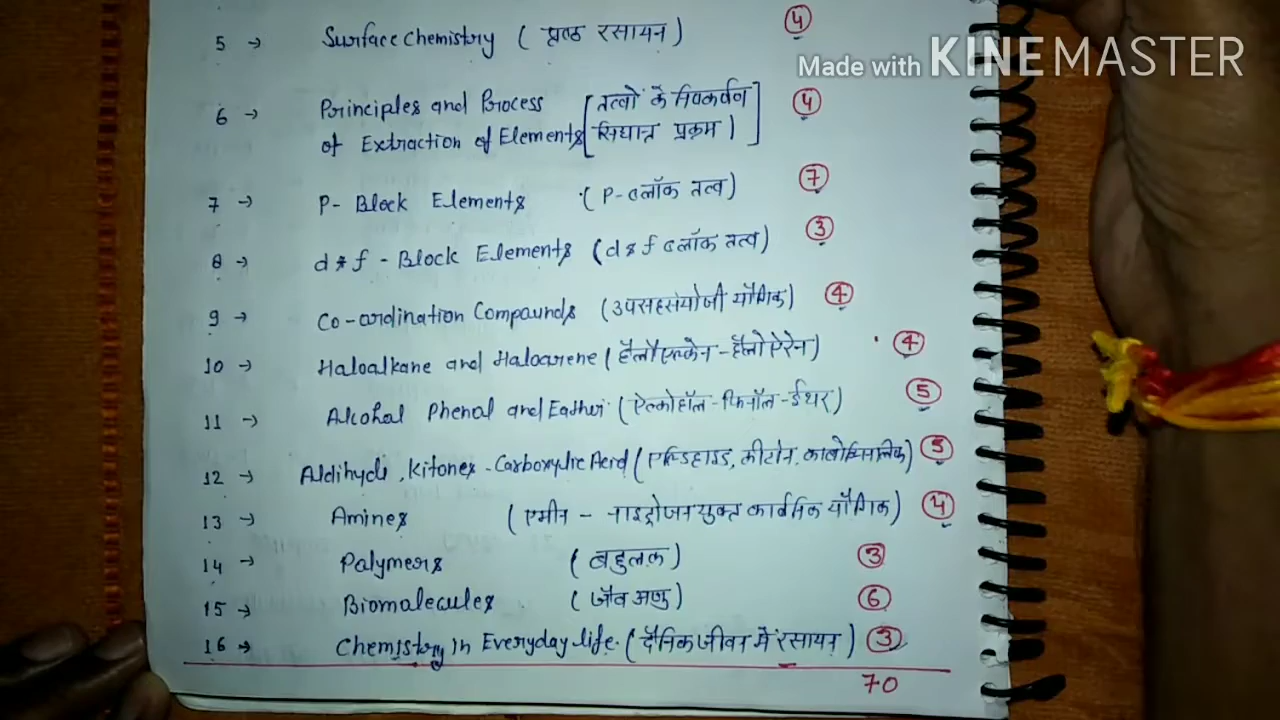 Made with KINEMASTER
5 → Surface Chemistry ( प्रष्ठ रसायन ) 4
6 → Principles and Process [ तत्वों के निष्कर्षण 4
of Extraction of Elements सिधान्त प्रक्रम ) ]
7 → P- Block Elements ( P-ब्लॉक तत्व ) 7
8 → d & f - Block Elements ( d & f ब्लॉक तत्व ) 3
9 → Co-ordination Compounds ( उपसहसंयोजी यौगिक ) 4
10 → Haloalkane and Haloarene ( हैलोएल्केन - हैलोऐरेन ) 4
11 → Alcohal Phenal and Eather ( ऐल्कोहॉल - फिनॉल - ईथर ) 5
12 → Aldihyde, Kitones - Carboxylic Acid ( एल्डिहाइड, कीटोन, ) 5
13 → Amines ( एमीन - नाइट्रोजन युक्त कार्बनिक यौगिक ) 4
14 → Palymers ( बहुलक ) 3
15 → Biomalecules ( जैव अणु ) 6
16 → Chemistry in Everyday life. ( दैनिक जीवन में रसायन ) 3
70